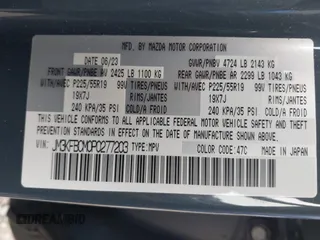 MFD. BY MAZDA MOTOR CORPORATION
DATE 06/23 GVWR/PNBV 4724 LB 2143 KG
FRONT GAWR/PNBE AV 2425 LB 1100 KG REAR GAWR/PNBE AR 2299 LB 1043 KG
WITH/AVEC P225/55R19 99V TIRES/PNEUS WITH/AVEC P225/55R19 99V TIRES/PNEUS
19X7J RIMS/JANTES 19X7J RIMS/JANTES
240 KPA/35 PSI COLD/FROID 240 KPA/35 PSI COLD/FROID
THIS VEHICLE CONFORMS TO ALL APPLICABLE FEDERAL MOTOR
VEHICLE SAFETY, BUMPER, AND THEFT PREVENTION STANDARDS
IN EFFECT ON THE DATE OF MANUFACTURE SHOWN ABOVE.
VIN: JM3KFBCM0P0277203 TYPE: MPV
COLOR CODE: 47C MADE IN JAPAN
DREAMBID